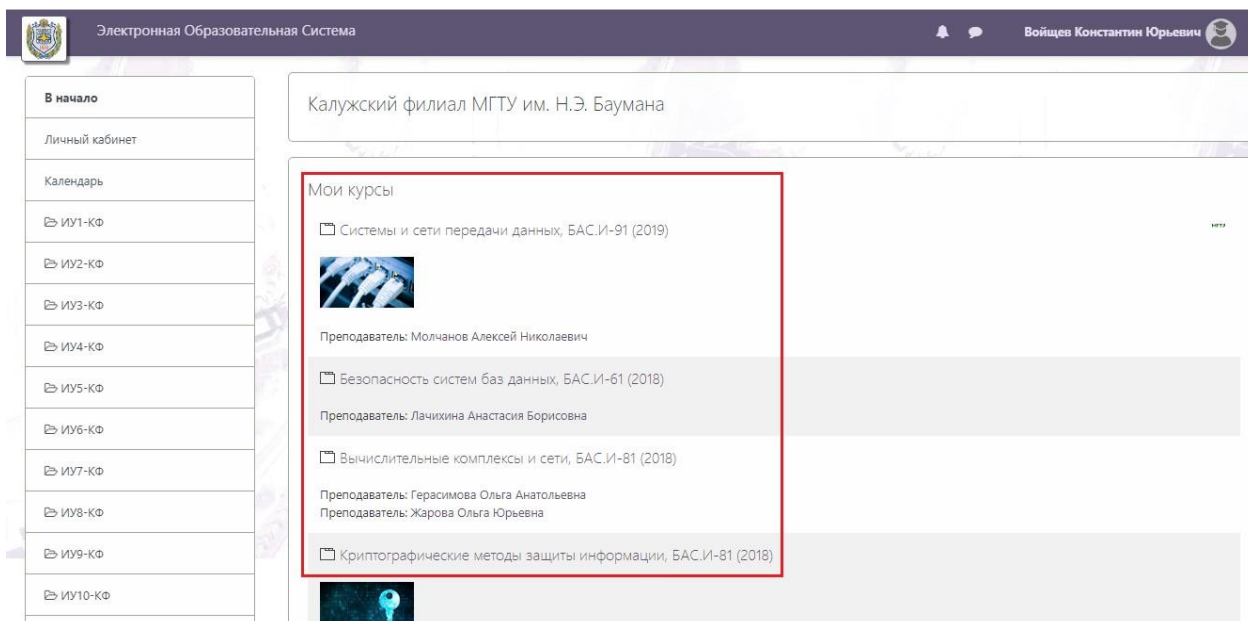 Электронная Образовательная Система
Войщев Константин Юрьевич
В начало
Личный кабинет
Календарь
ИУ1-КФ
ИУ2-КФ
ИУ3-КФ
ИУ4-КФ
ИУ5-КФ
ИУ6-КФ
ИУ7-КФ
ИУ8-КФ
ИУ9-КФ
ИУ10-КФ
Калужский филиал МГТУ им. Н.Э. Баумана
Мои курсы
Системы и сети передачи данных, БАС.И-91 (2019)
МГТУ
Преподаватель: Молчанов Алексей Николаевич
Безопасность систем баз данных, БАС.И-61 (2018)
Преподаватель: Лачихина Анастасия Борисовна
Вычислительные комплексы и сети, БАС.И-81 (2018)
Преподаватель: Герасимова Ольга Анатольевна
Преподаватель: Жарова Ольга Юрьевна
Криптографические методы защиты информации, БАС.И-81 (2018)